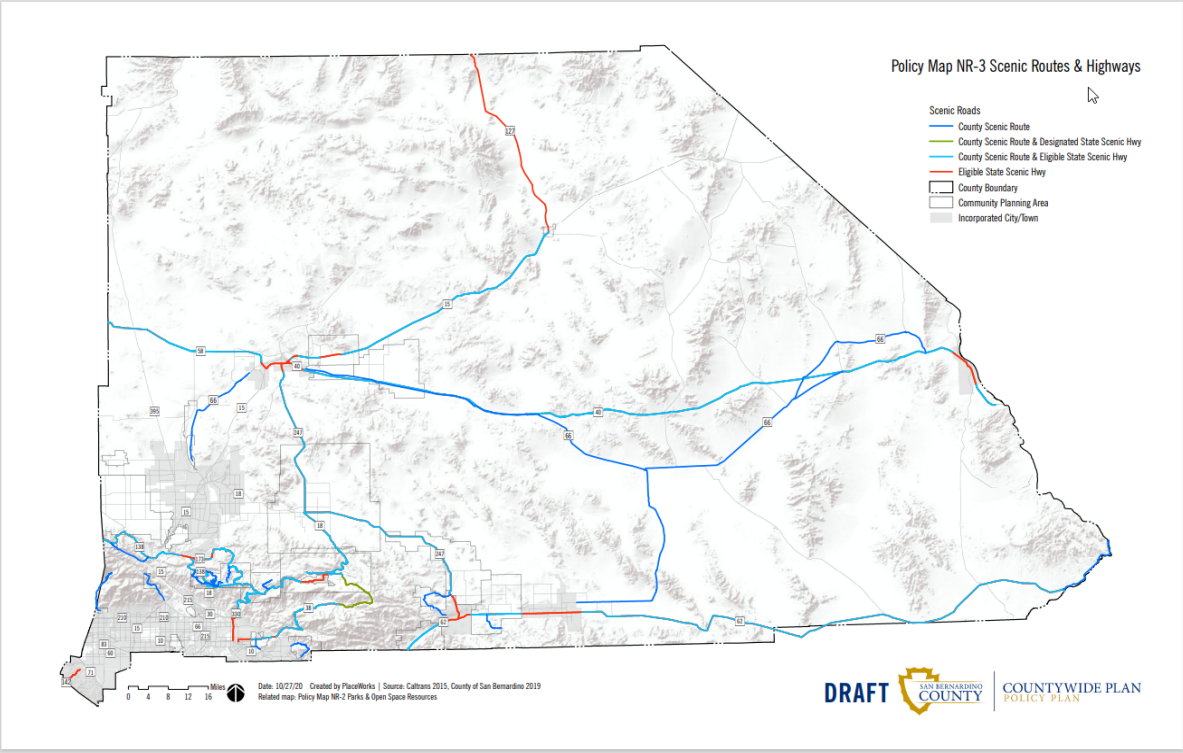 Policy Map NR-3 Scenic Routes & Highways
Scenic Roads
County Scenic Route
County Scenic Route & Designated State Scenic Hwy
County Scenic Route & Eligible State Scenic Hwy
Eligible State Scenic Hwy
County Boundary
Community Planning Area
Incorporated City/Town
127
15
58
40
66
66
15
395
247
40
66
66
18
15
18
138
173
247
15
138
18
215
210
210
30
330
38
15
66
215
62
62
83
60
10
10
71
142
Miles
0 4 8 12 16
Date: 10/27/20 Created by PlaceWorks | Source: Caltrans 2015, County of San Bernardino 2019
Related map: Policy Map NR-2 Parks & Open Space Resources
DRAFT
SAN BERNARDINO
COUNTY
COUNTYWIDE PLAN
POLICY PLAN